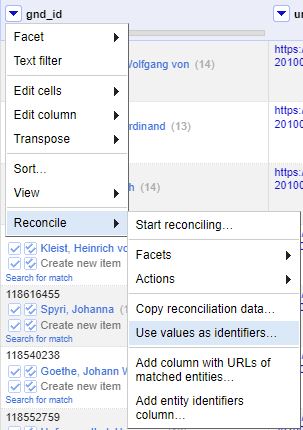 gnd_id
Facet
Text filter
Wolfgang von (14)
https:/
20100
Edit cells
Edit column
Transpose
rdinand (13)
https:/
20100
Sort…
View
h (14)
https:/
20100
Reconcile
Start reconciling…
Kleist, Heinrich vo
Create new item
Search for match
Facets
Actions
118616455
Spyri, Johanna
Create new item
Search for match
Copy reconciliation data…
Use values as identifiers…
118540238
Goethe, Johann W
Create new item
Search for match
Add column with URLs of
matched entities…
Add entity identifiers
column…
118552759